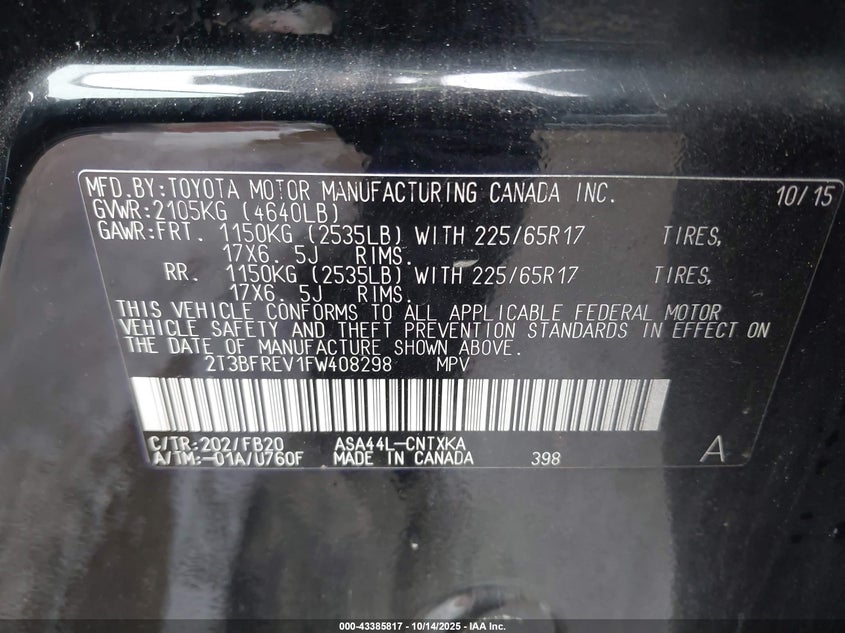 MFD.BY:TOYOTA MOTOR MANUFACTURING CANADA INC. 10/15
GVWR:2105KG (4640LB)
GAWR:FRT. 1150KG (2535LB) WITH 225/65R17 TIRES,
17X6. 5J RIMS.
RR. 1150KG (2535LB) WITH 225/65R17 TIRES,
17X6. 5J RIMS.
THIS VEHICLE CONFORMS TO ALL APPLICABLE FEDERAL MOTOR
VEHICLE SAFETY AND THEFT PREVENTION STANDARDS IN EFFECT ON
THE DATE OF MANUFACTURE SHOWN ABOVE.
2T3BFREV1FW408298 MPV
C/TR:202/FB20 ASA44L-CNTXKA
A/TM:-01A/U760F MADE IN CANADA 398 A
000-43385817 - 10/14/2025 - IAA Inc.